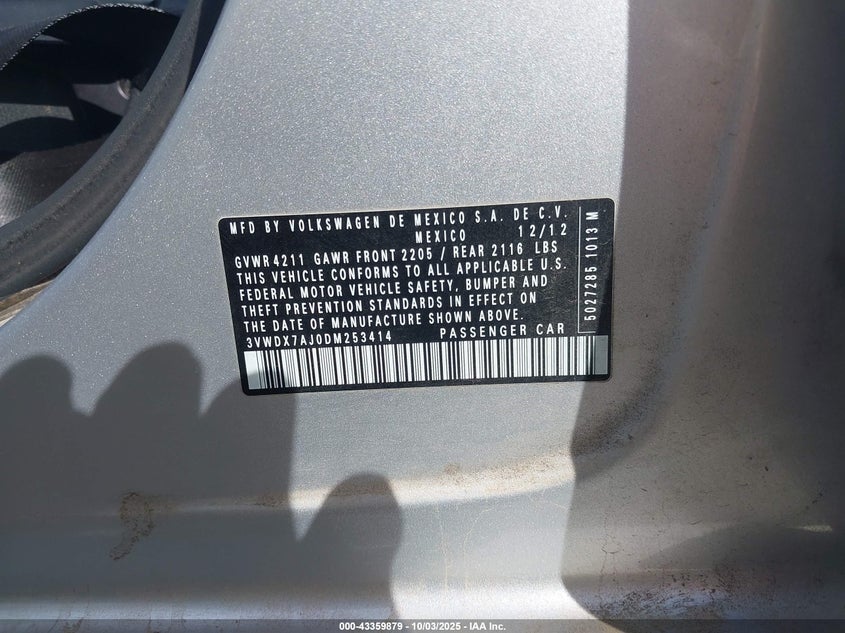 MFD BY VOLKSWAGEN DE MEXICO S.A. DE C.V.
MEXICO 12/12
GVWR 4211 GAWR FRONT 2205 / REAR 2116 LBS
THIS VEHICLE CONFORMS TO ALL APPLICABLE U.S.
FEDERAL MOTOR VEHICLE SAFETY, BUMPER AND
THEFT PREVENTION STANDARDS IN EFFECT ON
THE DATE OF MANUFACTURE SHOWN ABOVE.
3VWDX7AJ0DM253414 PASSENGER CAR
5027285 1013 M
000-43359879 - 10/03/2025 - IAA Inc.